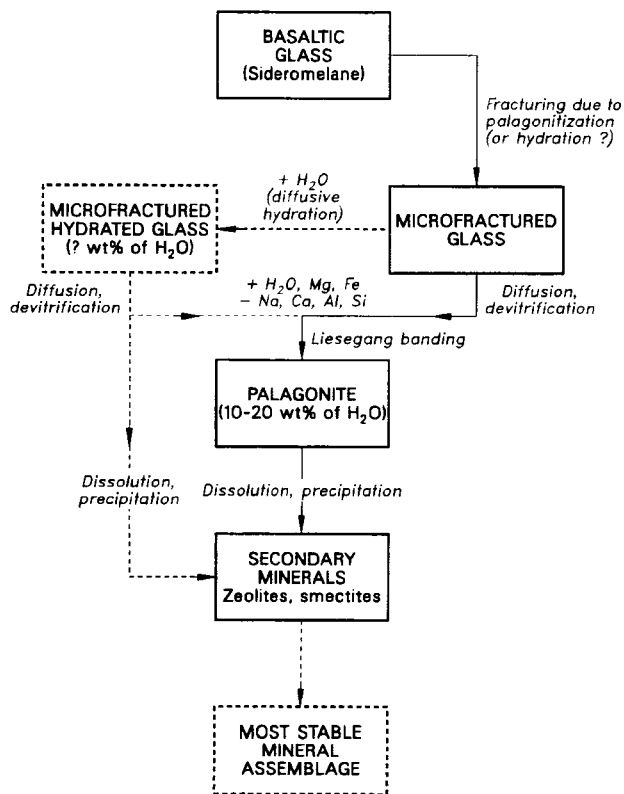 BASALTIC
GLASS
(Sideromelane)
Fracturing due to
palagonitization
(or hydration ?)
+ H₂O
(diffusive
hydration)
MICROFRACTURED
HYDRATED GLASS
(? wt% of H₂O)
MICROFRACTURED
GLASS
Diffusion,
devitrification
+ H₂O, Mg, Fe
− Na, Ca, Al, Si
Diffusion,
devitrification
Liesegang banding
PALAGONITE
(10-20 wt% of H₂O)
Dissolution,
precipitation
Dissolution, precipitation
SECONDARY
MINERALS
Zeolites, smectites
MOST STABLE
MINERAL
ASSEMBLAGE